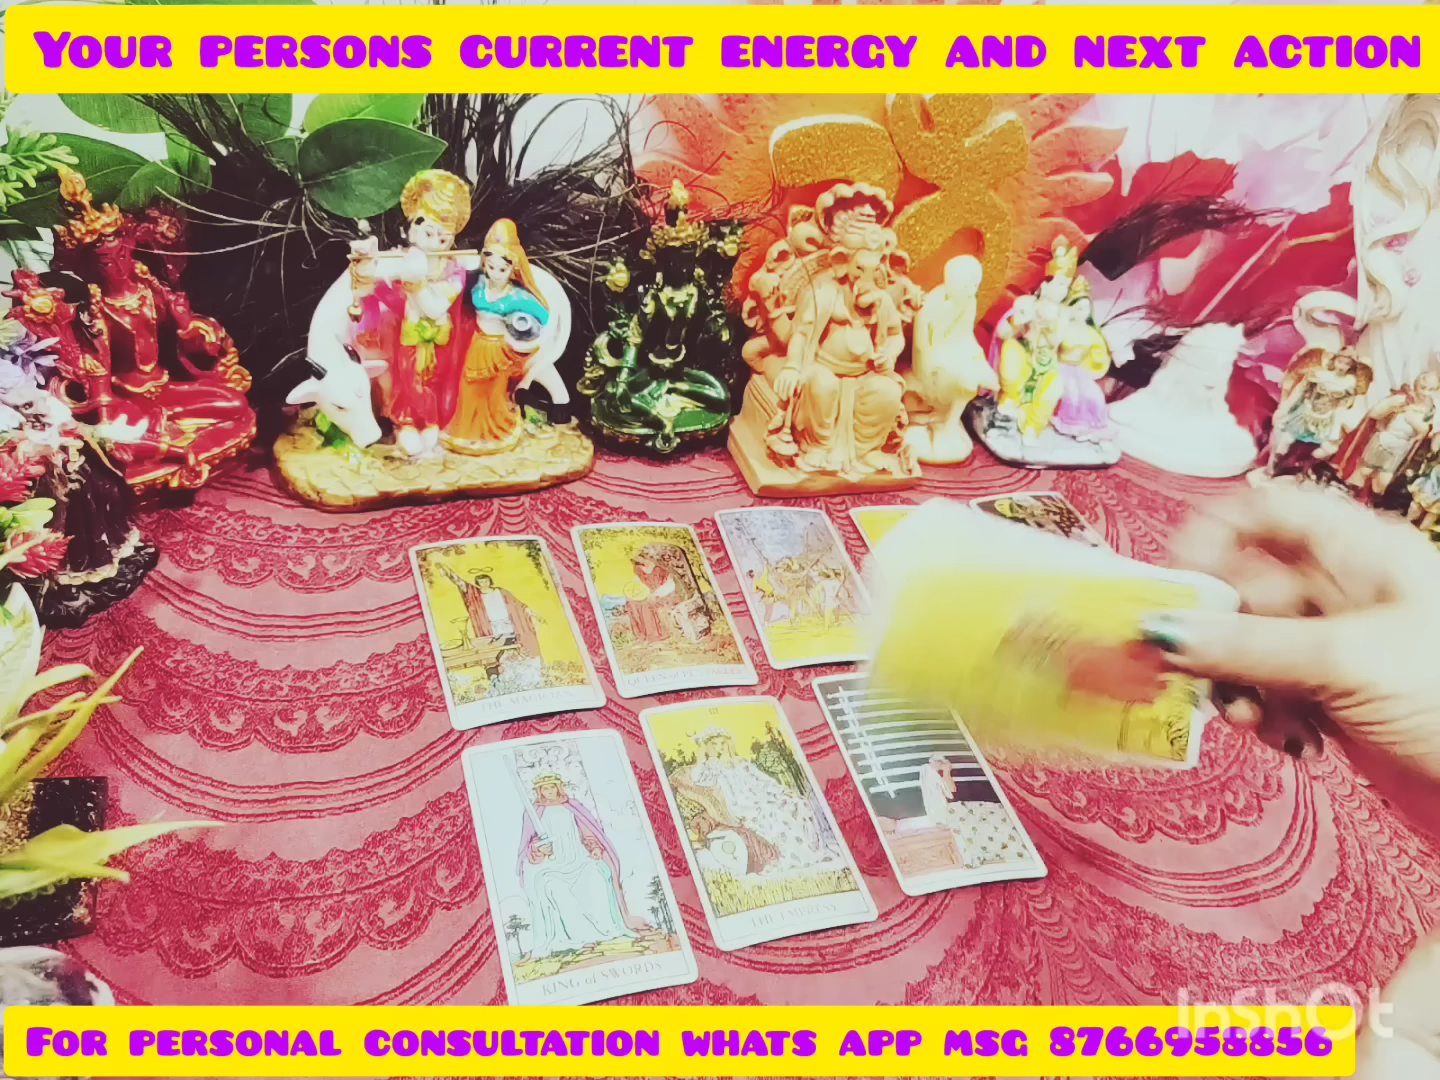 YOUR PERSONS CURRENT ENERGY AND NEXT ACTION
THE MAGICIAN
QUEEN of PENTACLES
III
THE EMPRESS
KING of SWORDS
InShOt
FOR PERSONAL CONSULTATION WHATS APP MSG 8766958856